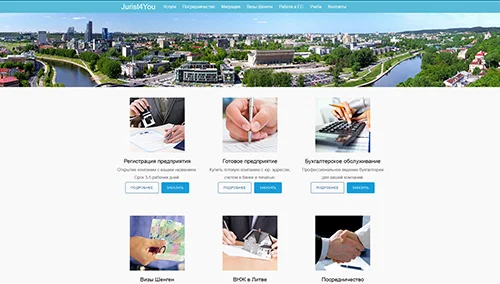 Jurist4You
Услуги
Посредничество
Миграция
Визы Шенген
Работа в ЕС
Учеба
Контакты
Регистрация предприятия
Открытие компании с вашим названием
Срок 3-5 рабочих дней
ПОДРОБНЕЕ
ЗАКАЗАТЬ
Готовое предприятие
Купить готовую компанию с юр. адресом,
счетом в банке и печатью
ПОДРОБНЕЕ
ЗАКАЗАТЬ
Бухгалтерское обслуживание
Профессиональное ведение бухгалтерии
для вашей компаний
ПОДРОБНЕЕ
ЗАКАЗАТЬ
Визы Шенген
ВНЖ в Литве
Посредничество